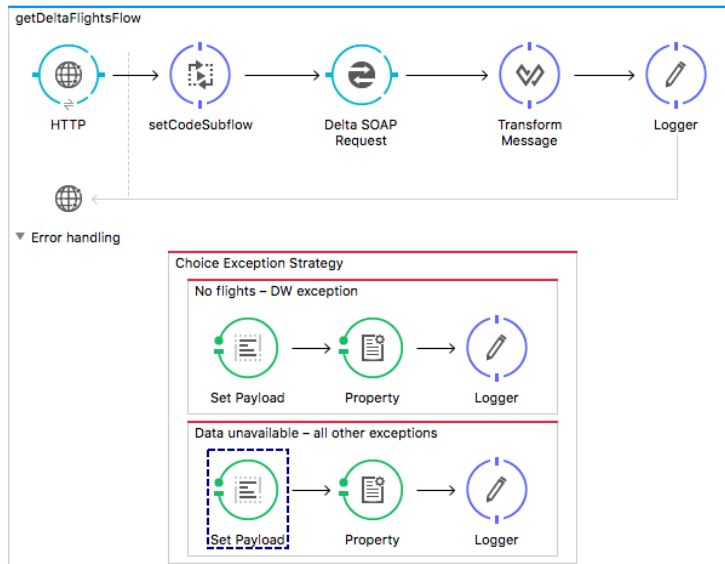 getDeltaFlightsFlow
HTTP
setCodeSubflow
Delta SOAP
Request
Transform
Message
Logger
Error handling
Choice Exception Strategy
No flights – DW exception
Set Payload
Property
Logger
Data unavailable – all other exceptions
Set Payload
Property
Logger